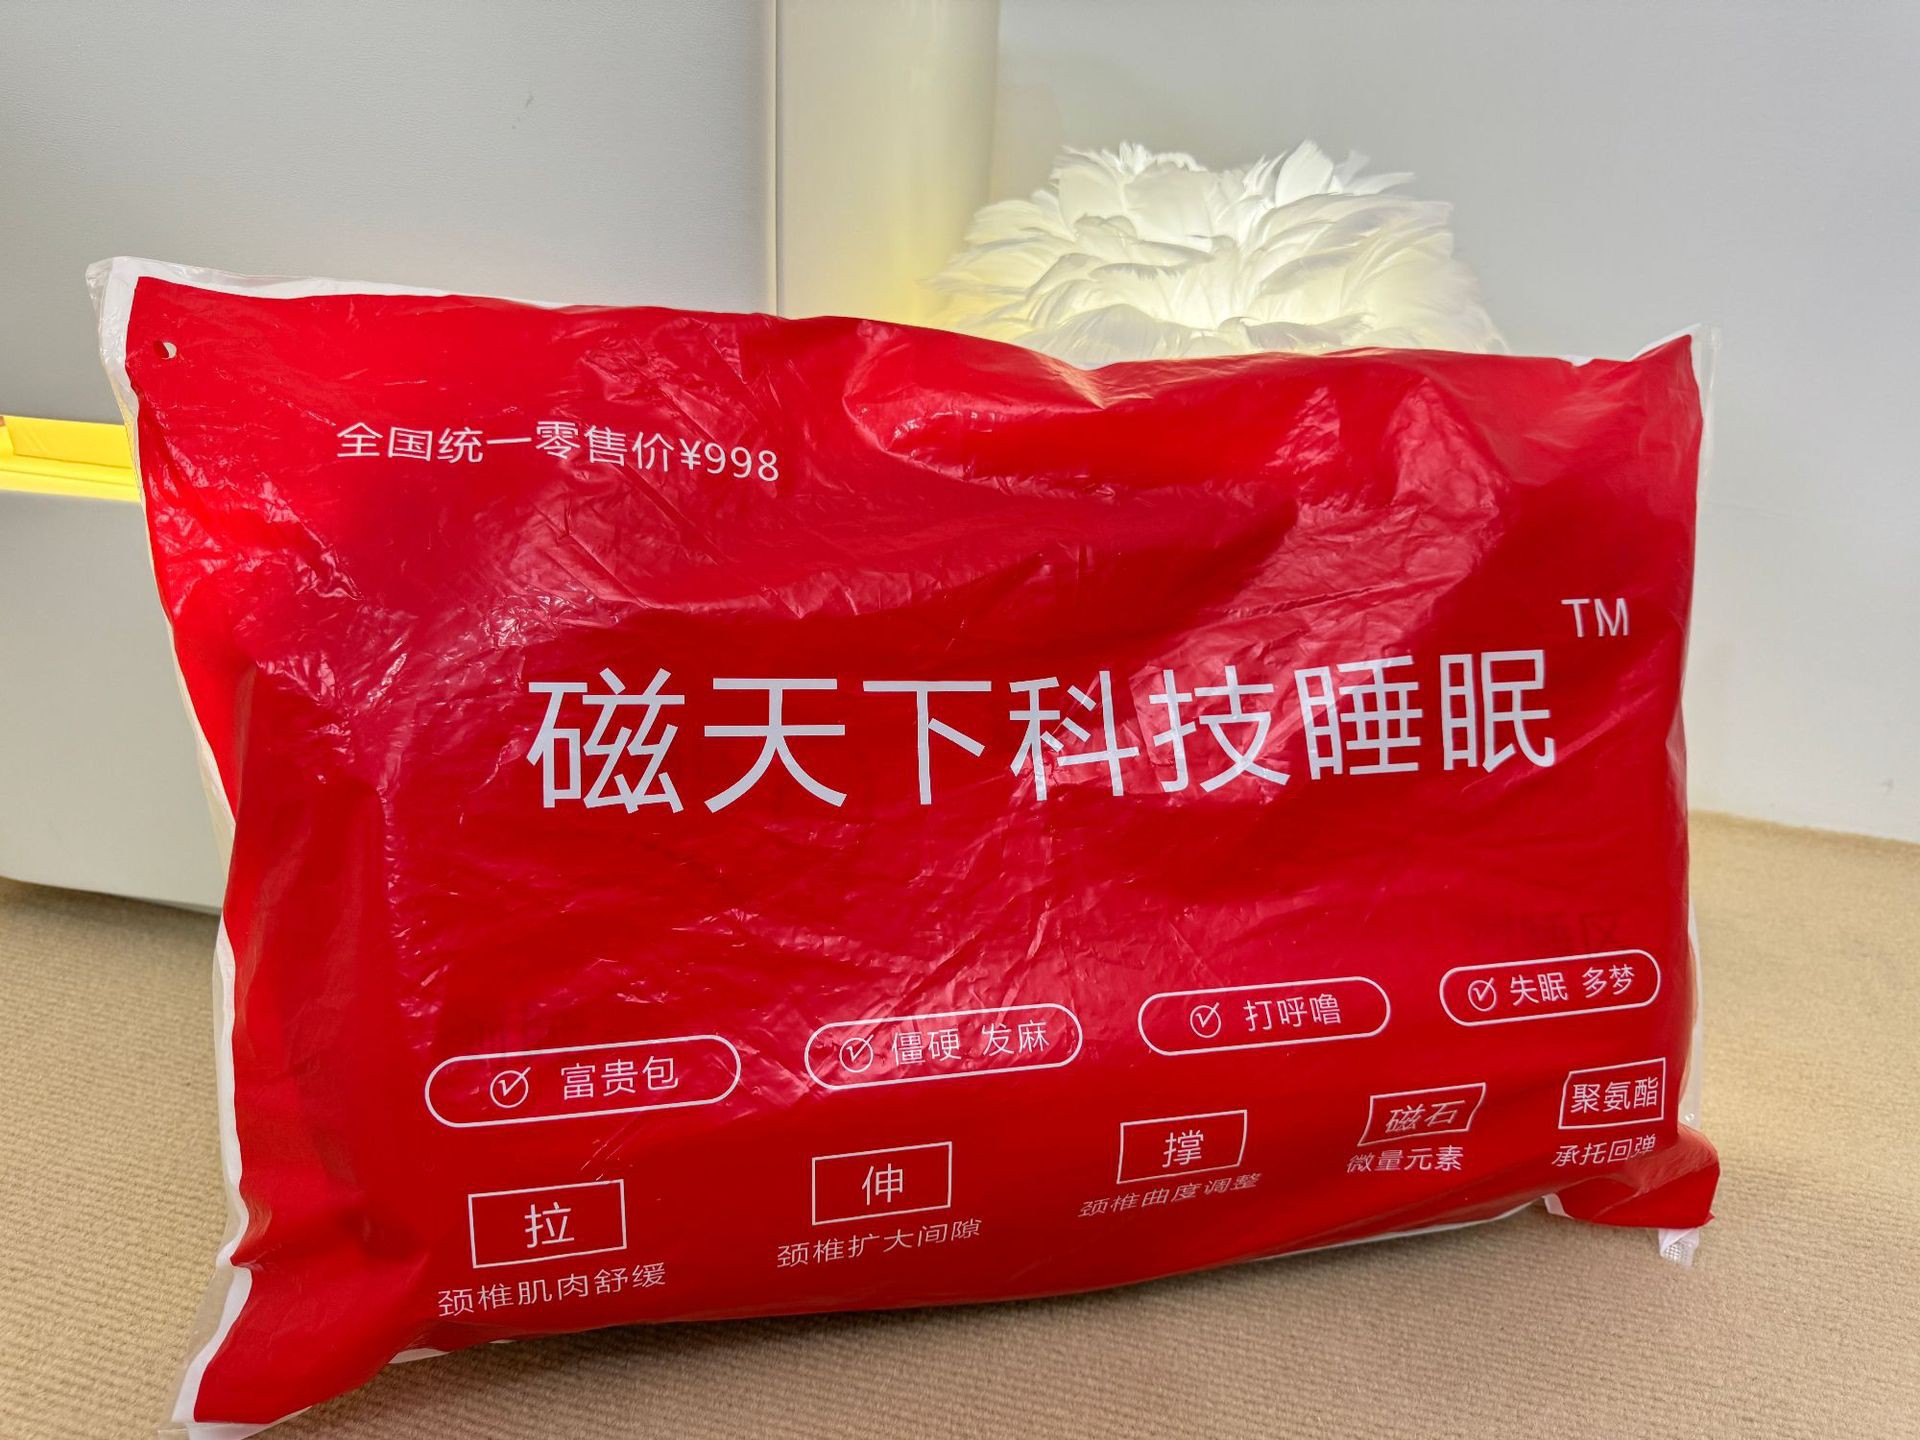 全国统一零售价¥998
磁天下科技睡眠 TM
富贵包
僵硬 发麻
打呼噜
失眠 多梦
拉
颈椎肌肉舒缓
伸
颈椎扩大间隙
撑
颈椎曲度调整
磁石
微量元素
聚氨酯
承托回弹